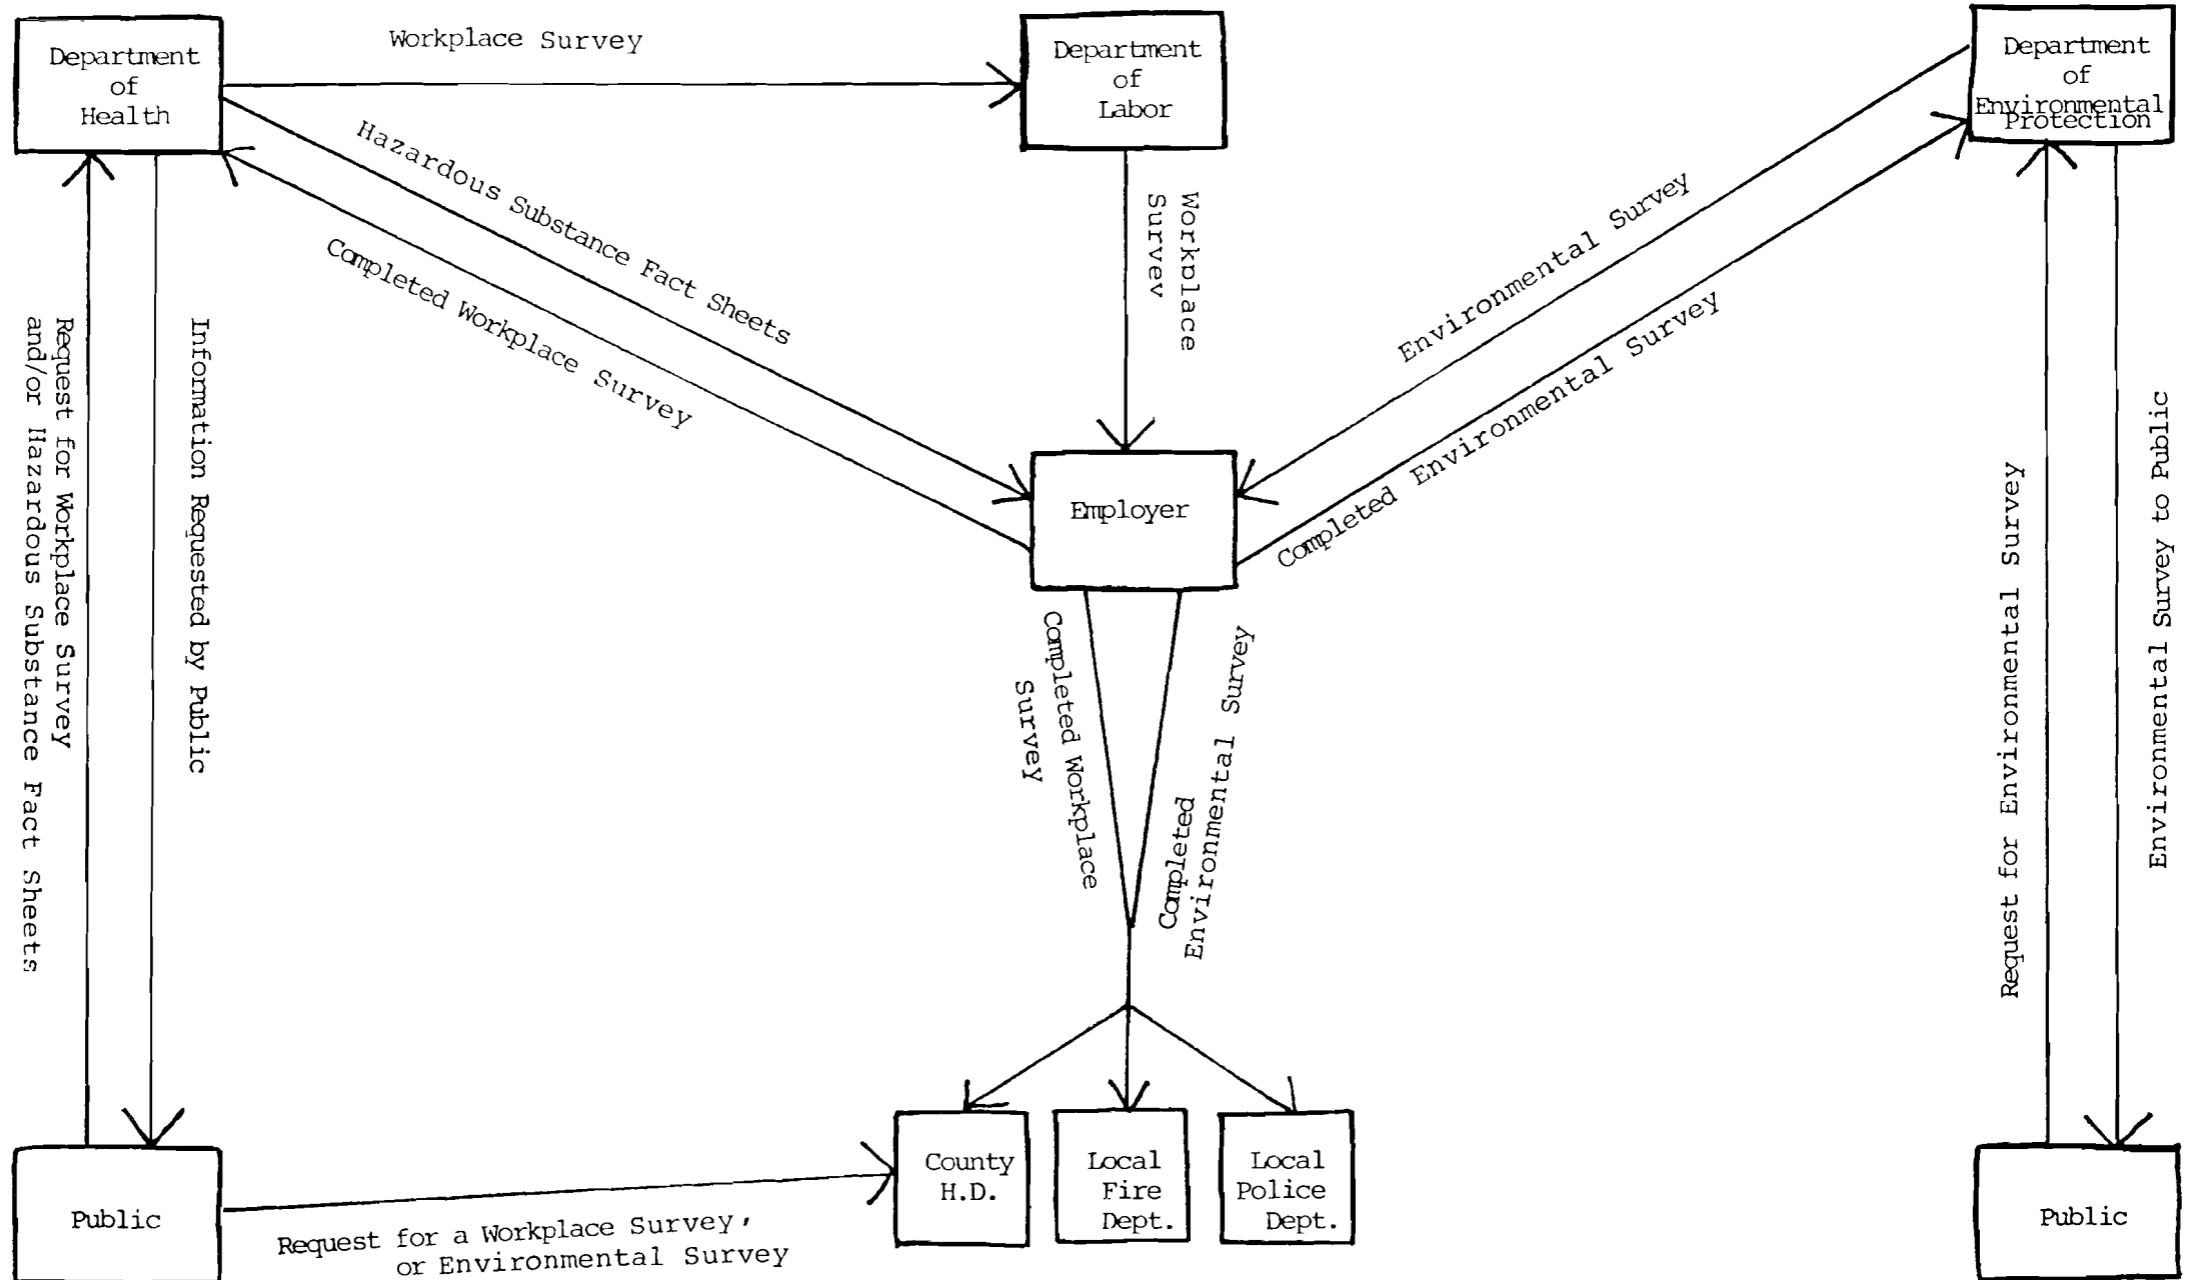 Department
of
Health
Workplace Survey
Department
of
Labor
Department
of
Environmental
Protection
Hazardous Substance Fact Sheets
Completed Workplace Survey
Workplace
Survey
Environmental Survey
Completed Environmental Survey
Request for Workplace Survey
and/or Hazardous Substance Fact Sheets
Information Requested by Public
Employer
Completed Workplace
Survey
Completed
Environmental Survey
Request for Environmental Survey
Environmental Survey to Public
Public
Request for a Workplace Survey,
or Environmental Survey
County
H.D.
Local
Fire
Dept.
Local
Police
Dept.
Public